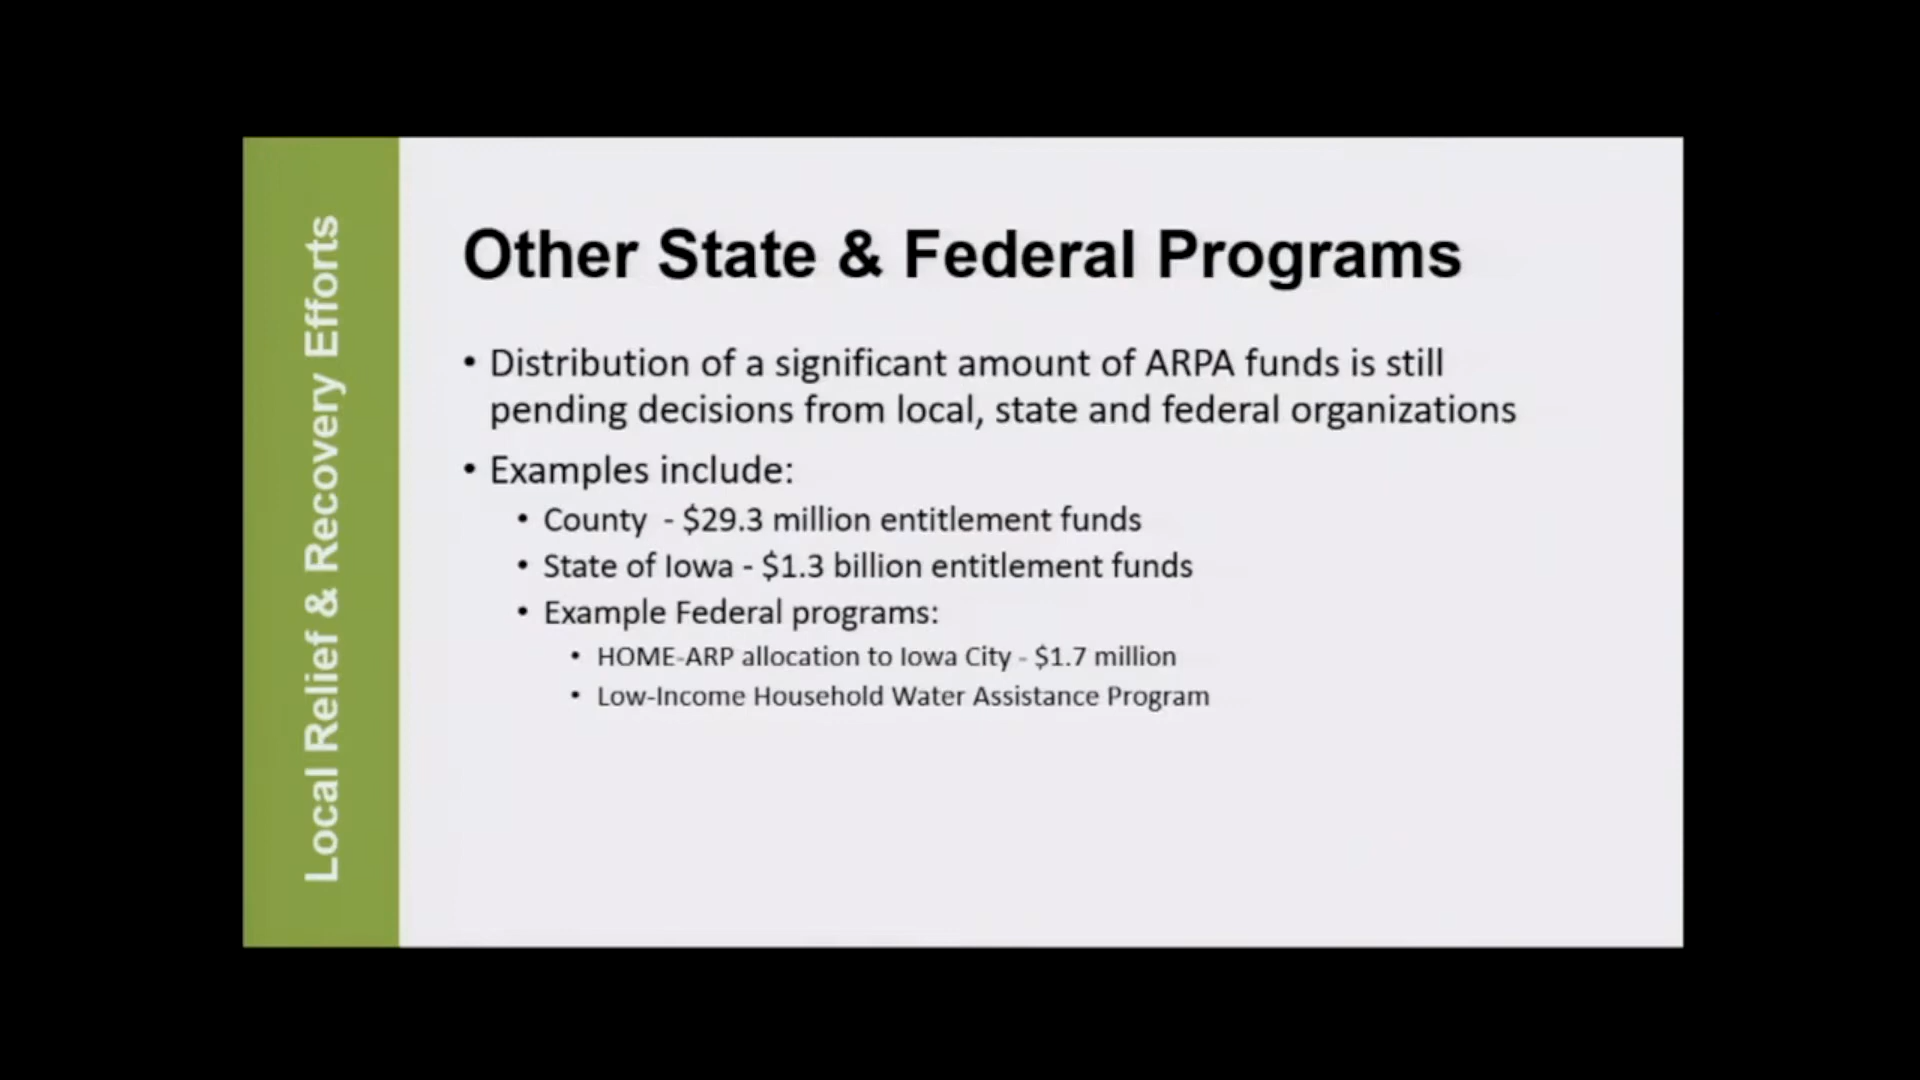 Local Relief & Recovery Efforts
Other State & Federal Programs
• Distribution of a significant amount of ARPA funds is still
pending decisions from local, state and federal organizations
• Examples include:
• County - $29.3 million entitlement funds
• State of Iowa - $1.3 billion entitlement funds
• Example Federal programs:
• HOME-ARP allocation to Iowa City - $1.7 million
• Low-Income Household Water Assistance Program